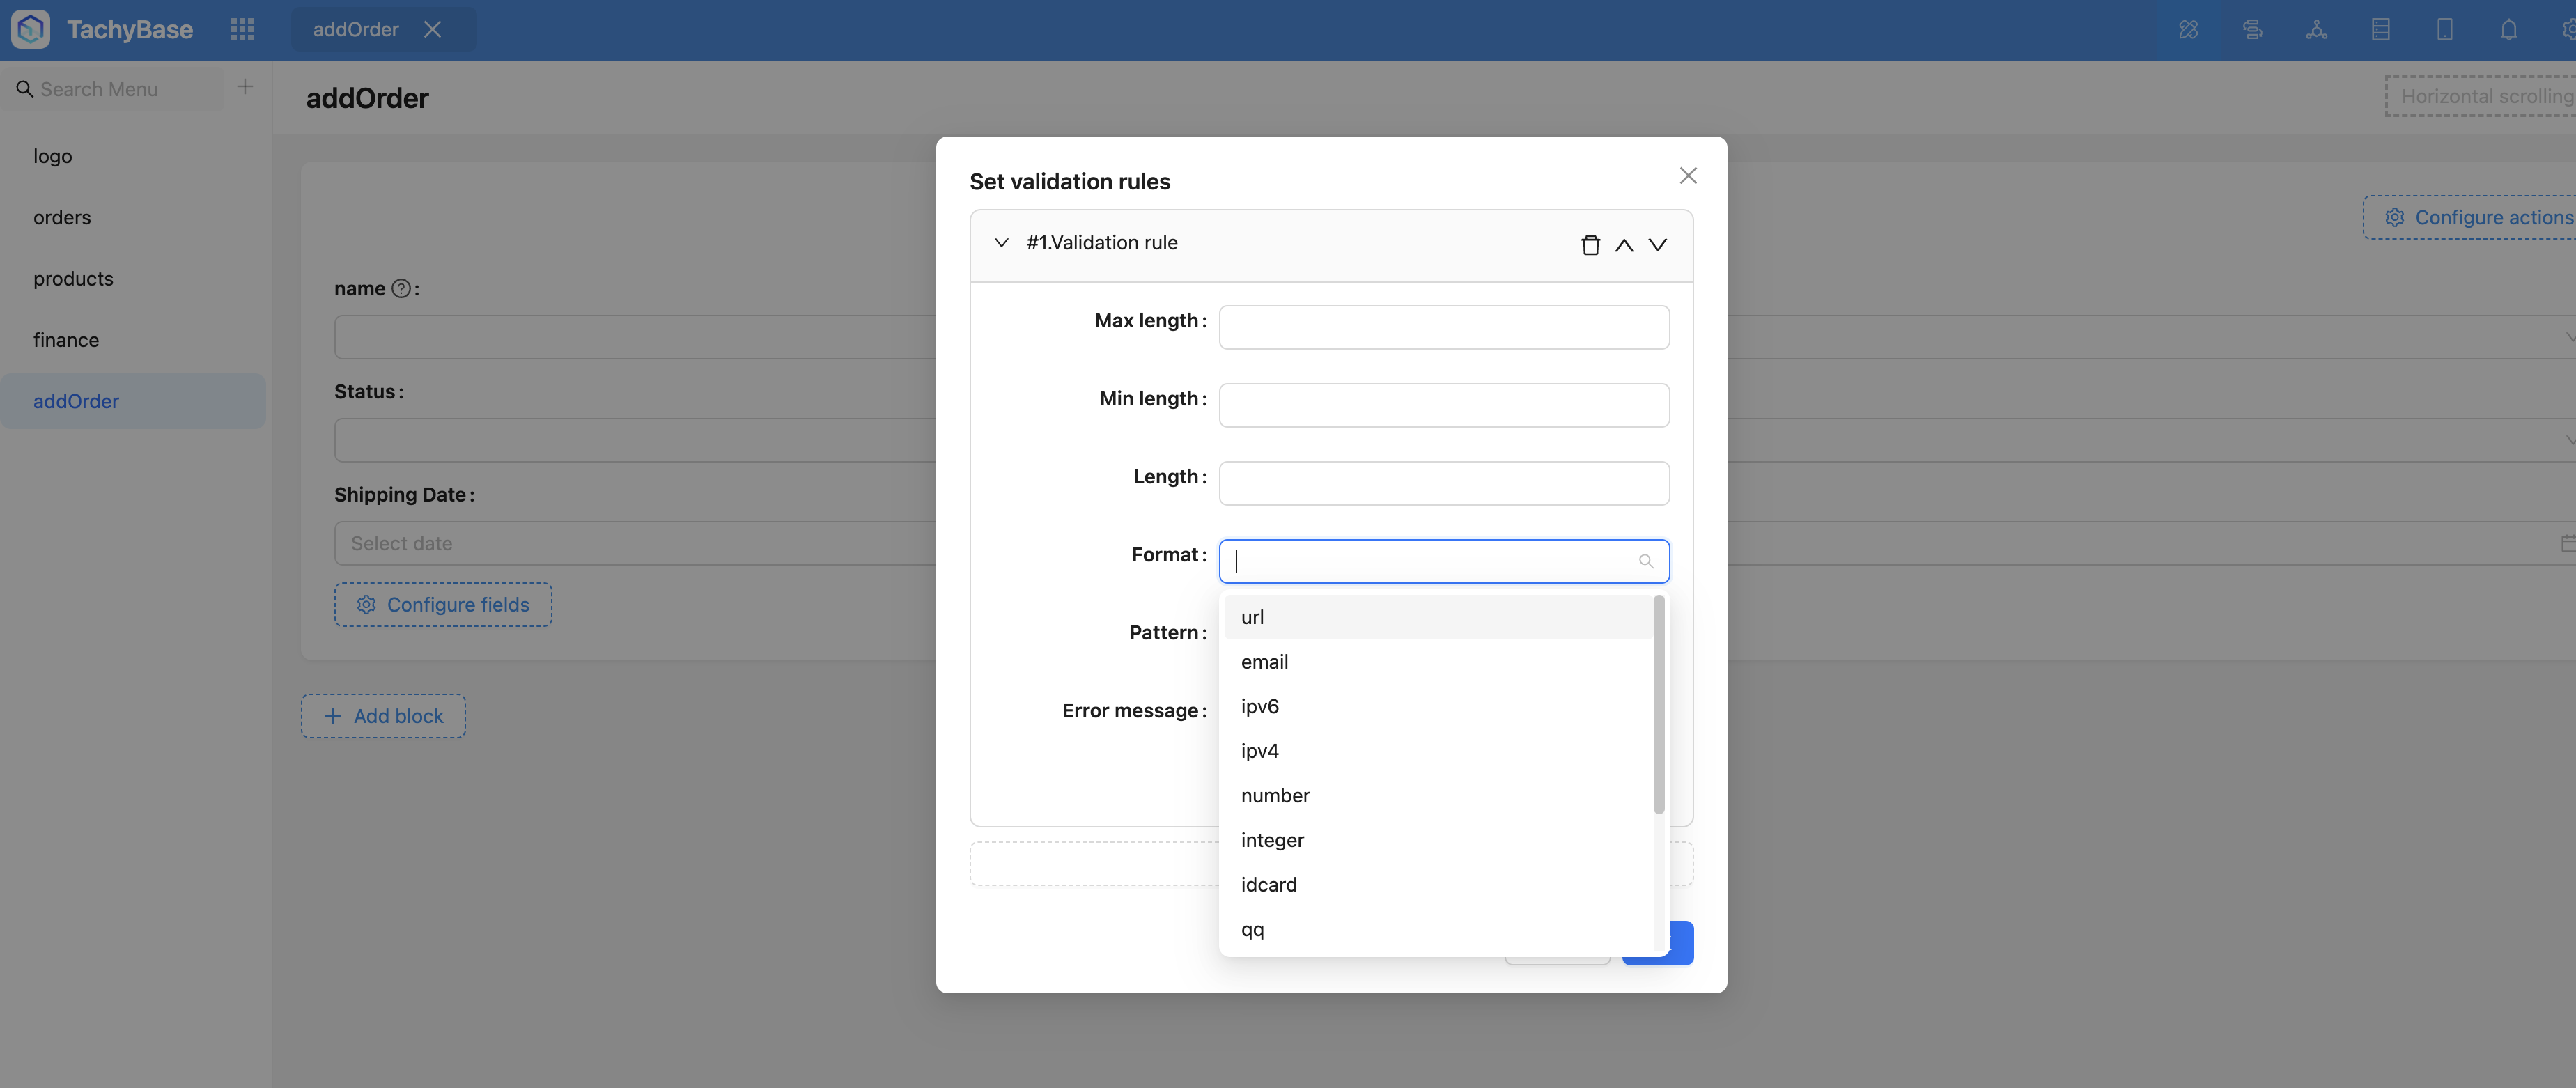 TachyBase
addOrder
Search Menu
logo
orders
products
finance
addOrder
addOrder
Horizontal scrolling
Configure actions
name ? :
Status :
Shipping Date :
Select date
Configure fields
Add block
Set validation rules
#1.Validation rule
Max length :
Min length :
Length :
Format :
Pattern :
Error message :
url
email
ipv6
ipv4
number
integer
idcard
qq